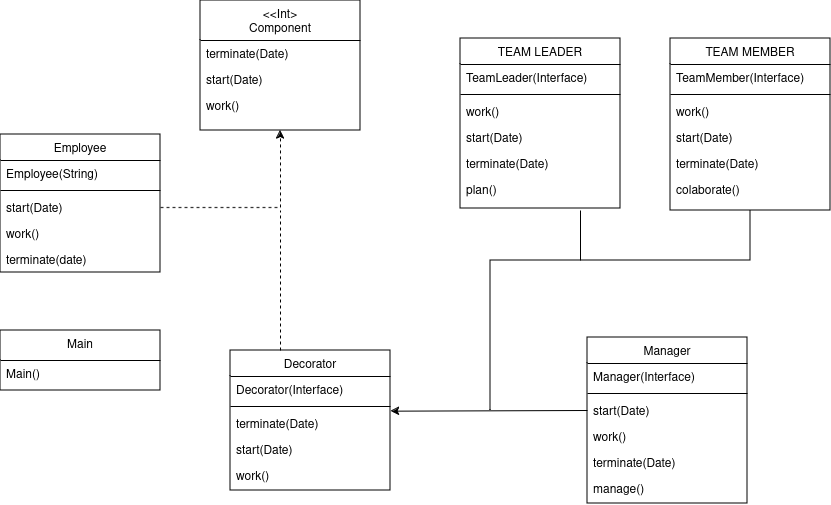 <<Int>
Component
terminate(Date)
start(Date)
work()
TEAM LEADER
TeamLeader(Interface)
work()
start(Date)
terminate(Date)
plan()
TEAM MEMBER
TeamMember(Interface)
work()
start(Date)
terminate(Date)
colaborate()
Employee
Employee(String)
start(Date)
work()
terminate(date)
Main
Main()
Decorator
Decorator(Interface)
terminate(Date)
start(Date)
work()
Manager
Manager(Interface)
start(Date)
work()
terminate(Date)
manage()